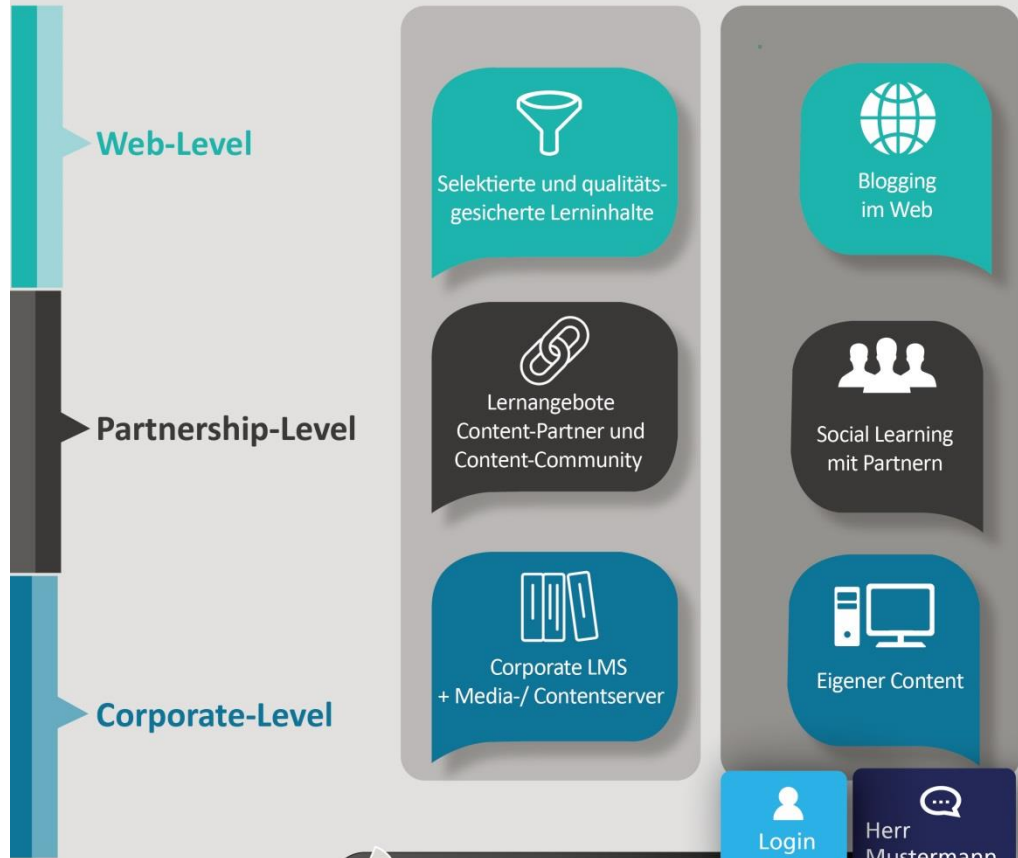 Web-Level
Selektierte und qualitäts-
gesicherte Lerninhalte
Blogging
im Web
Partnership-Level
Lernangebote
Content-Partner und
Content-Community
Social Learning
mit Partnern
Corporate-Level
Corporate LMS
+ Media-/ Contentserver
Eigener Content
Login
Herr
Mustermann